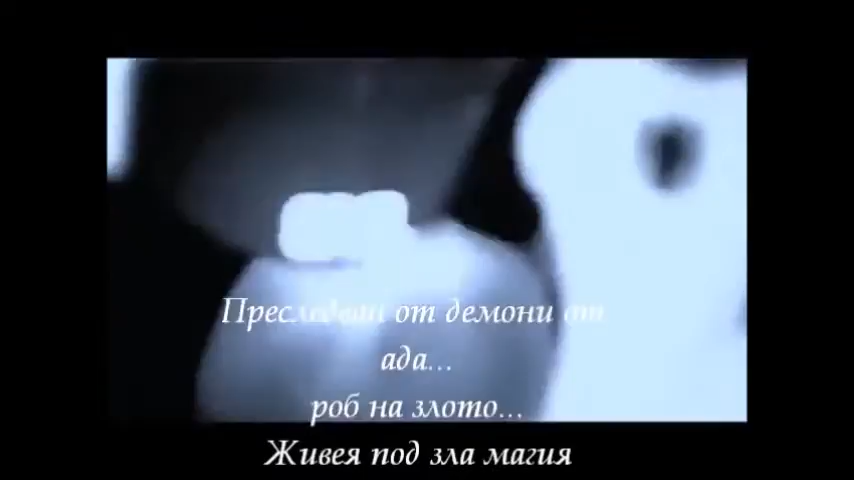 Преследван от демони от
ада...
роб на злото...
Живея под зла магия